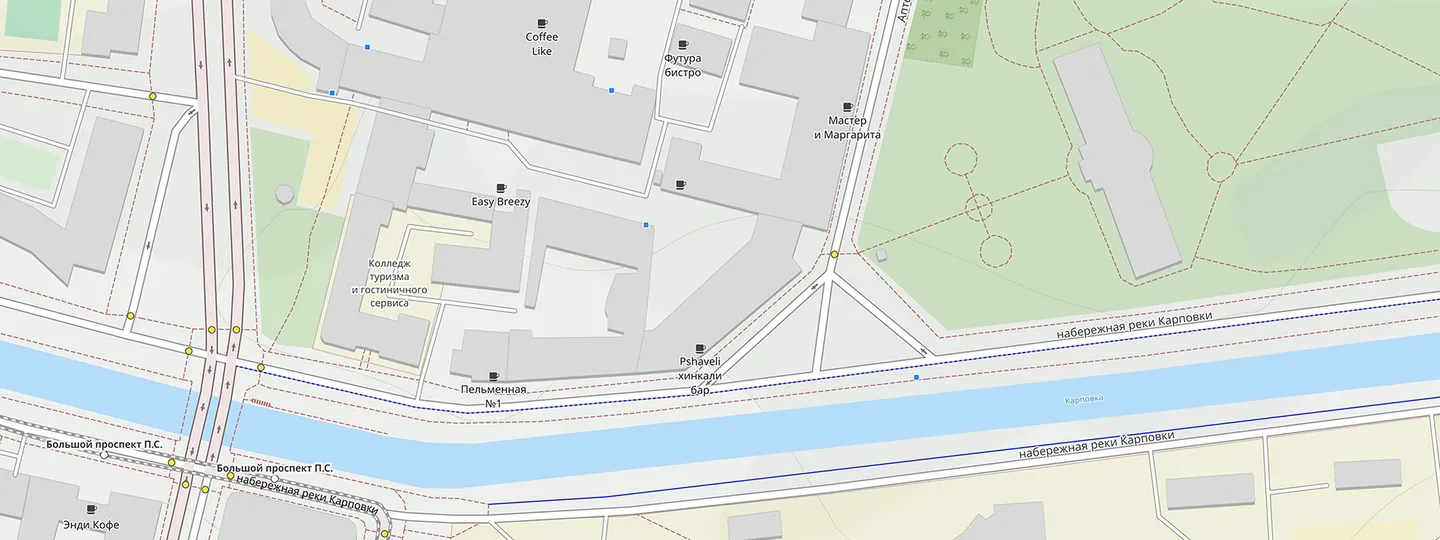 Апте
Coffee
Like
Футура
бистро
Мастер
и Маргарита
Easy Breezy
Колледж
туризма
и гостиничного
сервиса
набережная реки Карповки
Pshaveli
хинкали
бар
Пельменная
№1
Карповка
набережная реки Карповки
Большой проспект П.С.
Большой проспект П.С.
набережная реки Карповки
Энди Кофе